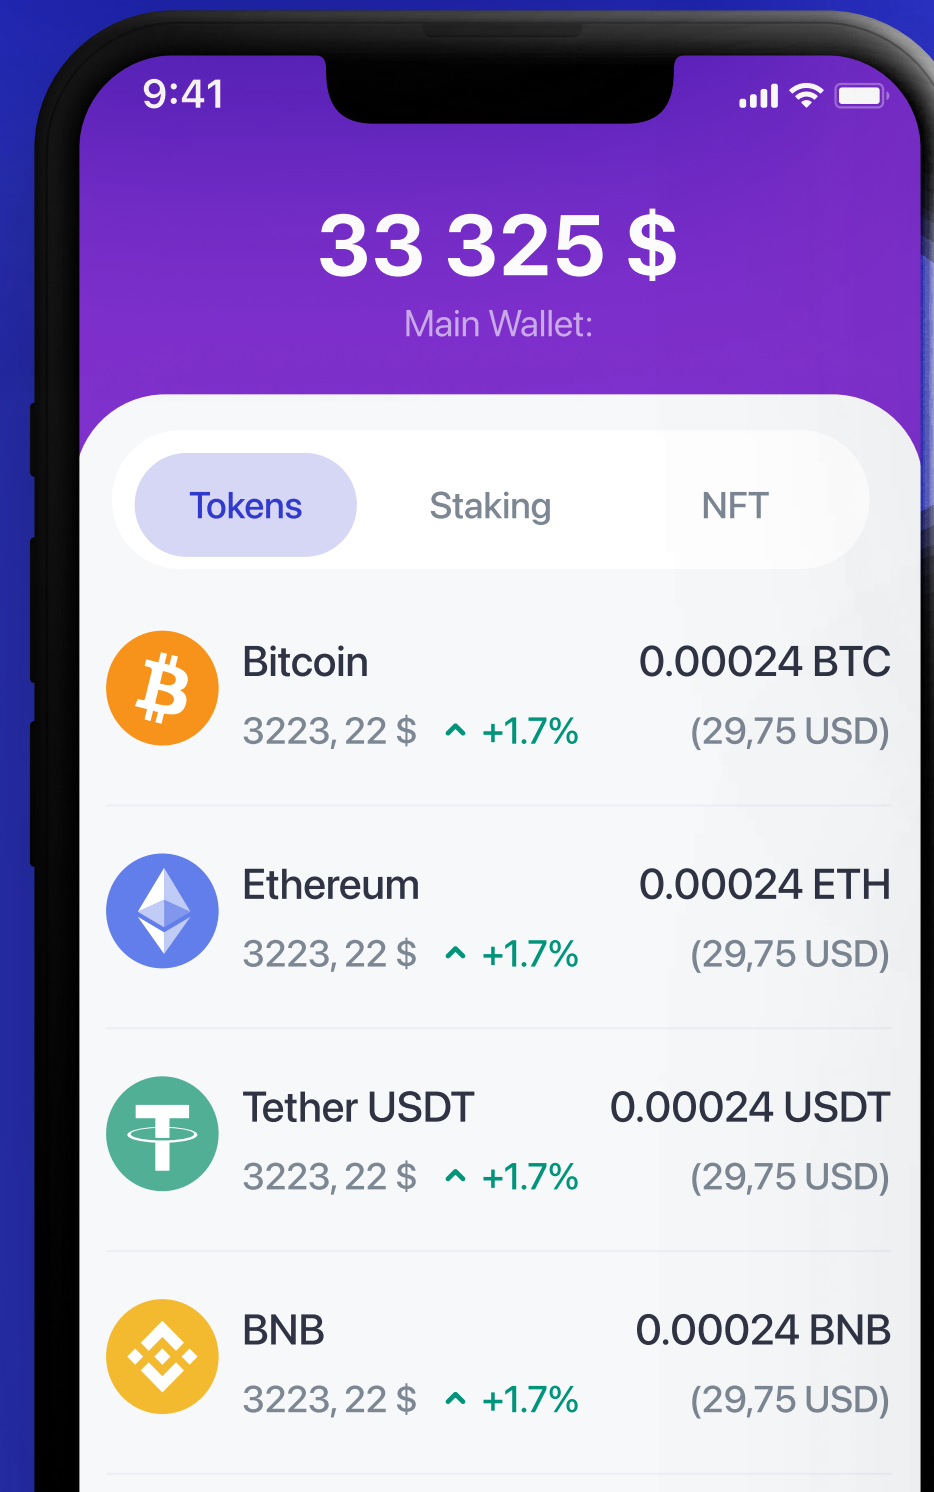 9:41
33 325 $
Main Wallet:
Tokens Staking NFT
Bitcoin 0.00024 BTC
3223, 22 $ +1.7% (29,75 USD)
Ethereum 0.00024 ETH
3223, 22 $ +1.7% (29,75 USD)
Tether USDT 0.00024 USDT
3223, 22 $ +1.7% (29,75 USD)
BNB 0.00024 BNB
3223, 22 $ +1.7% (29,75 USD)